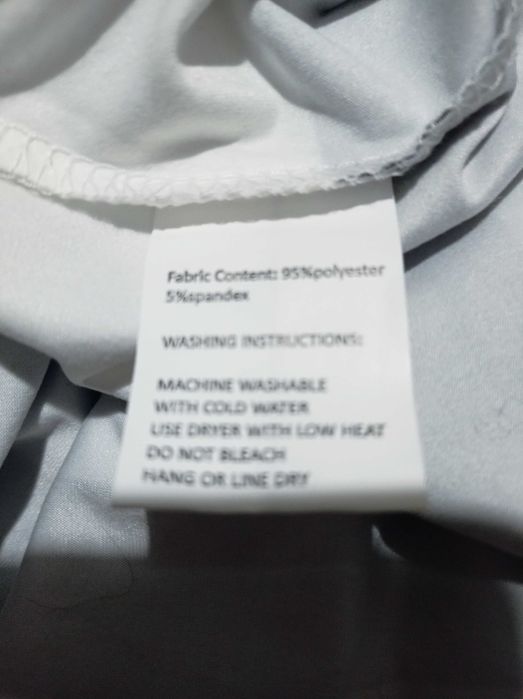 Fabric Content: 95%polyester
5%spandex
WASHING INSTRUCTIONS:
MACHINE WASHABLE
WITH COLD WATER
USE DRYER WITH LOW HEAT
DO NOT BLEACH
HANG OR LINE DRY